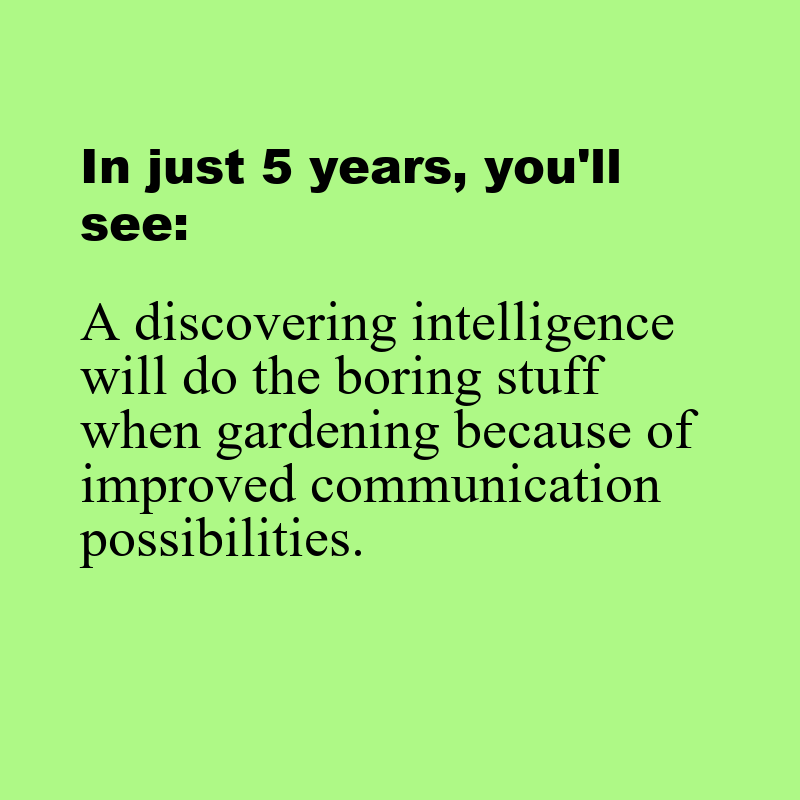 In just 5 years, you'll
see:
A discovering intelligence
will do the boring stuff
when gardening because of
improved communication
possibilities.